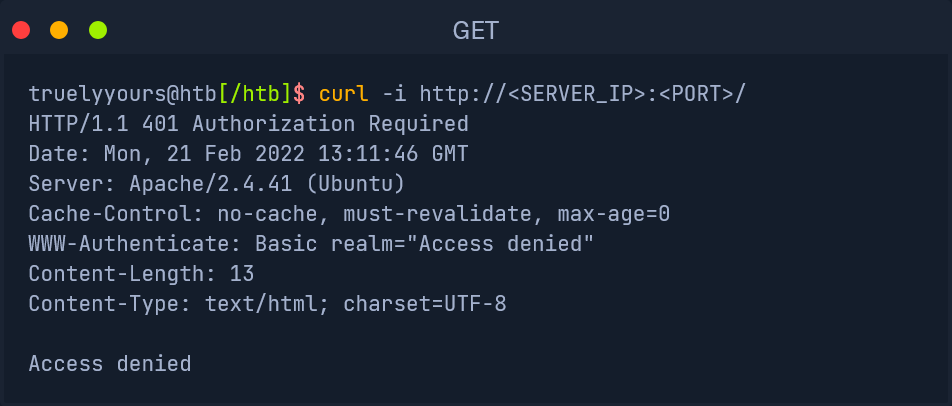 GET
truelyyours@htb[/htb]$ curl -i http://<SERVER_IP>:<PORT>/
HTTP/1.1 401 Authorization Required
Date: Mon, 21 Feb 2022 13:11:46 GMT
Server: Apache/2.4.41 (Ubuntu)
Cache-Control: no-cache, must-revalidate, max-age=0
WWW-Authenticate: Basic realm="Access denied"
Content-Length: 13
Content-Type: text/html; charset=UTF-8
Access denied